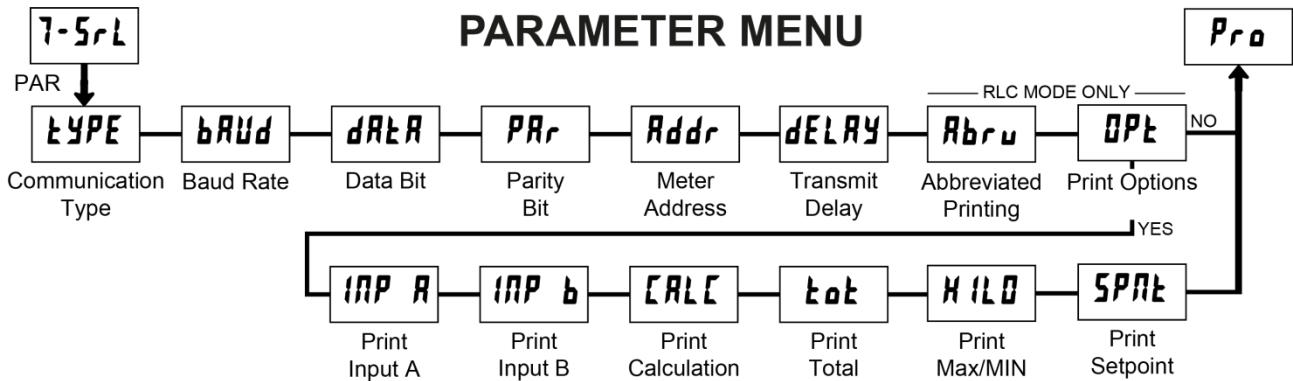 PARAMETER MENU
7-SrL
Pro
PAR
RLC MODE ONLY
tYPE
bAUd
dAtA
PAr
Addr
dELAY
Abrv
OPt
NO
Communication
Type
Baud Rate
Data Bit
Parity
Bit
Meter
Address
Transmit
Delay
Abbreviated
Printing
Print Options
YES
INP A
INP b
CALC
tot
HILO
SPNt
Print
Input A
Print
Input B
Print
Calculation
Print
Total
Print
Max/MIN
Print
Setpoint